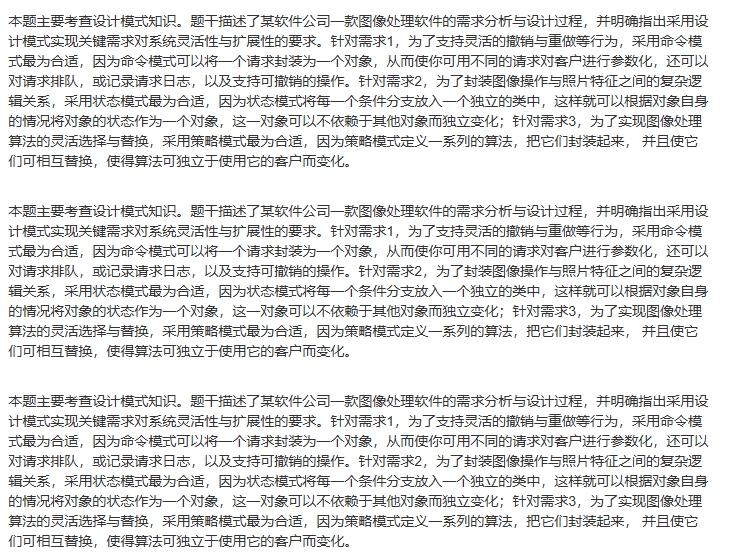 本题主要考查设计模式知识。题干描述了某软件公司一款图像处理软件的需求分析与设计过程，并明确指出采用设
计模式实现关键需求对系统灵活性与扩展性的要求。针对需求1，为了支持灵活的撤销与重做等行为，采用命令模
式最为合适，因为命令模式可以将一个请求封装为一个对象，从而使你可用不同的请求对客户进行参数化，还可以
对请求排队，或记录请求日志，以及支持可撤销的操作。针对需求2，为了封装图像操作与照片特征之间的复杂逻
辑关系，采用状态模式最为合适，因为状态模式将每一个条件分支放入一个独立的类中，这样就可以根据对象自身
的情况将对象的状态作为一个对象，这一对象可以不依赖于其他对象而独立变化；针对需求3，为了实现图像处理
算法的灵活选择与替换，采用策略模式最为合适，因为策略模式定义一系列的算法，把它们封装起来， 并且使它
们可相互替换，使得算法可独立于使用它的客户而变化。
本题主要考查设计模式知识。题干描述了某软件公司一款图像处理软件的需求分析与设计过程，并明确指出采用设
计模式实现关键需求对系统灵活性与扩展性的要求。针对需求1，为了支持灵活的撤销与重做等行为，采用命令模
式最为合适，因为命令模式可以将一个请求封装为一个对象，从而使你可用不同的请求对客户进行参数化，还可以
对请求排队，或记录请求日志，以及支持可撤销的操作。针对需求2，为了封装图像操作与照片特征之间的复杂逻
辑关系，采用状态模式最为合适，因为状态模式将每一个条件分支放入一个独立的类中，这样就可以根据对象自身
的情况将对象的状态作为一个对象，这一对象可以不依赖于其他对象而独立变化；针对需求3，为了实现图像处理
算法的灵活选择与替换，采用策略模式最为合适，因为策略模式定义一系列的算法，把它们封装起来， 并且使它
们可相互替换，使得算法可独立于使用它的客户而变化。
本题主要考查设计模式知识。题干描述了某软件公司一款图像处理软件的需求分析与设计过程，并明确指出采用设
计模式实现关键需求对系统灵活性与扩展性的要求。针对需求1，为了支持灵活的撤销与重做等行为，采用命令模
式最为合适，因为命令模式可以将一个请求封装为一个对象，从而使你可用不同的请求对客户进行参数化，还可以
对请求排队，或记录请求日志，以及支持可撤销的操作。针对需求2，为了封装图像操作与照片特征之间的复杂逻
辑关系，采用状态模式最为合适，因为状态模式将每一个条件分支放入一个独立的类中，这样就可以根据对象自身
的情况将对象的状态作为一个对象，这一对象可以不依赖于其他对象而独立变化；针对需求3，为了实现图像处理
算法的灵活选择与替换，采用策略模式最为合适，因为策略模式定义一系列的算法，把它们封装起来， 并且使它
们可相互替换，使得算法可独立于使用它的客户而变化。